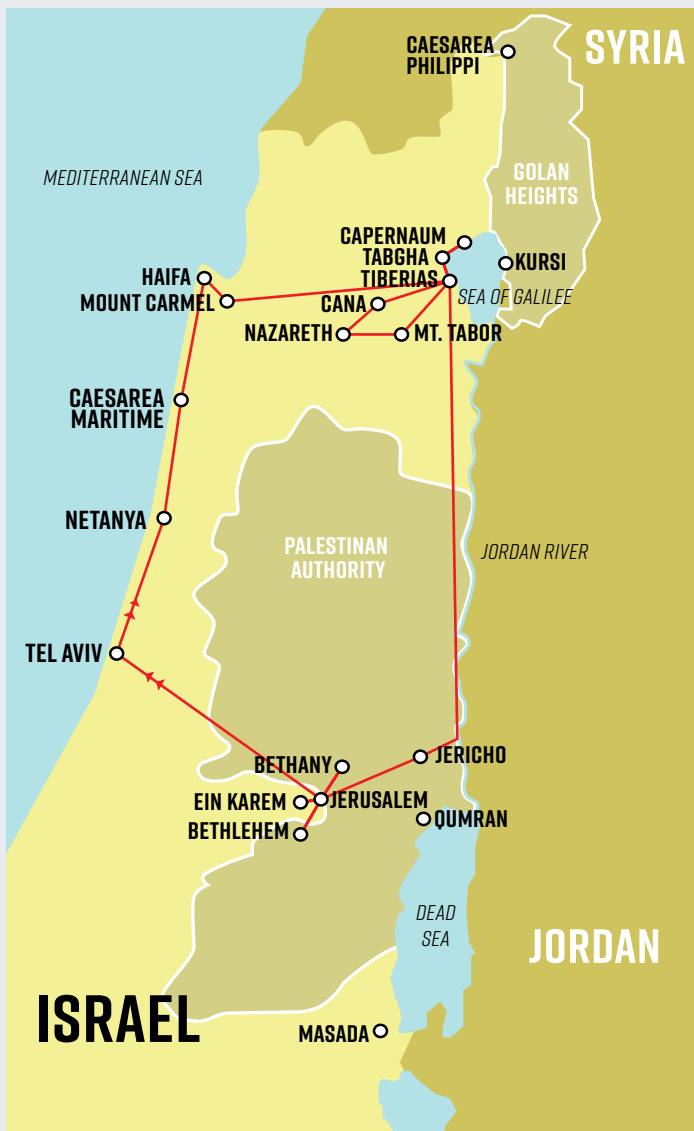 CAESAREA
PHILIPPI
SYRIA
MEDITERRANEAN SEA
GOLAN
HEIGHTS
CAPERNAUM
TABGHA
TIBERIAS
KURSI
HAIFA
MOUNT CARMEL
SEA OF GALILEE
CANA
NAZARETH
MT. TABOR
CAESAREA
MARITIME
NETANYA
PALESTINAN
AUTHORITY
JORDAN RIVER
TEL AVIV
BETHANY
JERICHO
EIN KAREM
JERUSALEM
BETHLEHEM
QUMRAN
DEAD
SEA
JORDAN
ISRAEL
MASADA